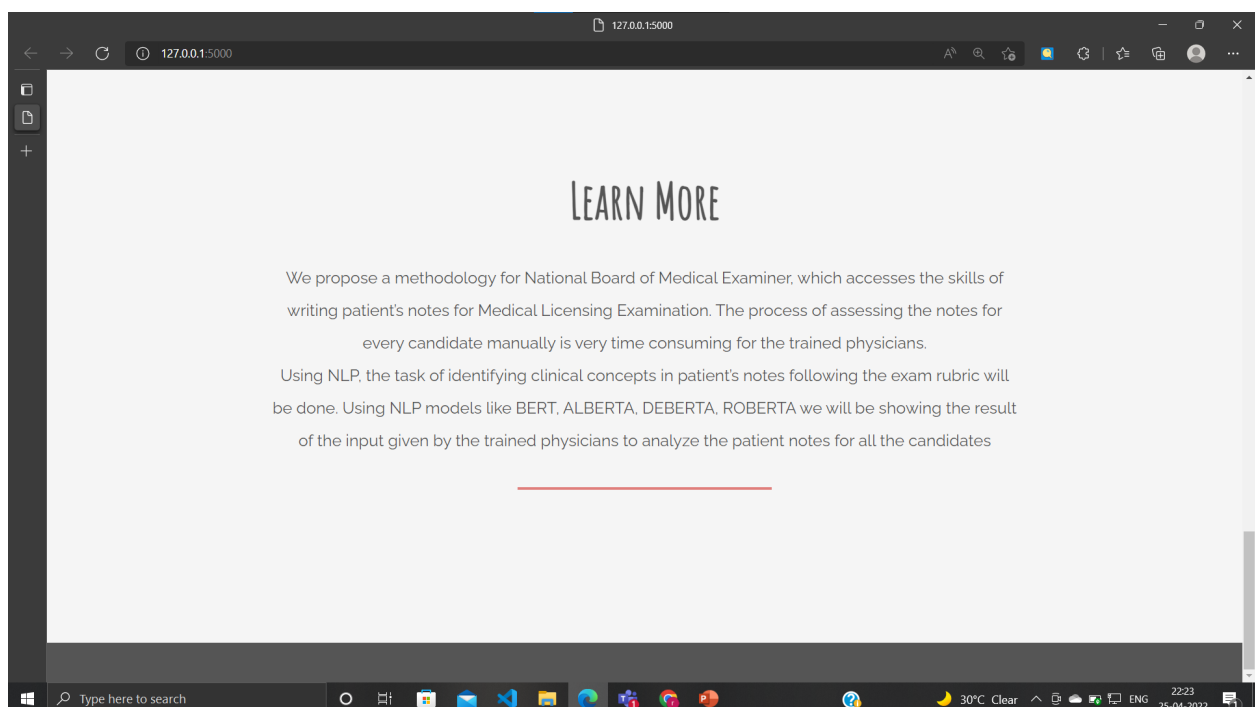 127.0.0.1:5000
127.0.0.1:5000
Learn More
We propose a methodology for National Board of Medical Examiner, which accesses the skills of
writing patient's notes for Medical Licensing Examination. The process of assessing the notes for
every candidate manually is very time consuming for the trained physicians.
Using NLP, the task of identifying clinical concepts in patient's notes following the exam rubric will
be done. Using NLP models like BERT, ALBERTA, DEBERTA, ROBERTA we will be showing the result
of the input given by the trained physicians to analyze the patient notes for all the candidates
Type here to search
30°C Clear
ENG
22:23
25-04-2022